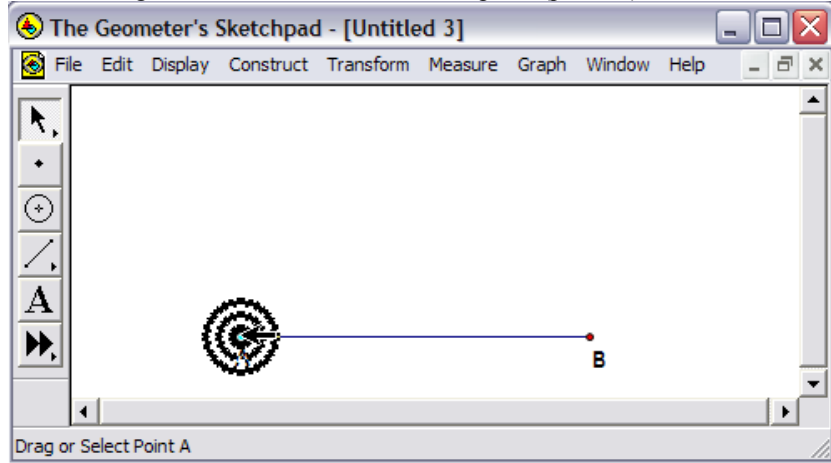 The Geometer's Sketchpad - [Untitled 3]
File Edit Display Construct Transform Measure Graph Window Help
A
B
Drag or Select Point A